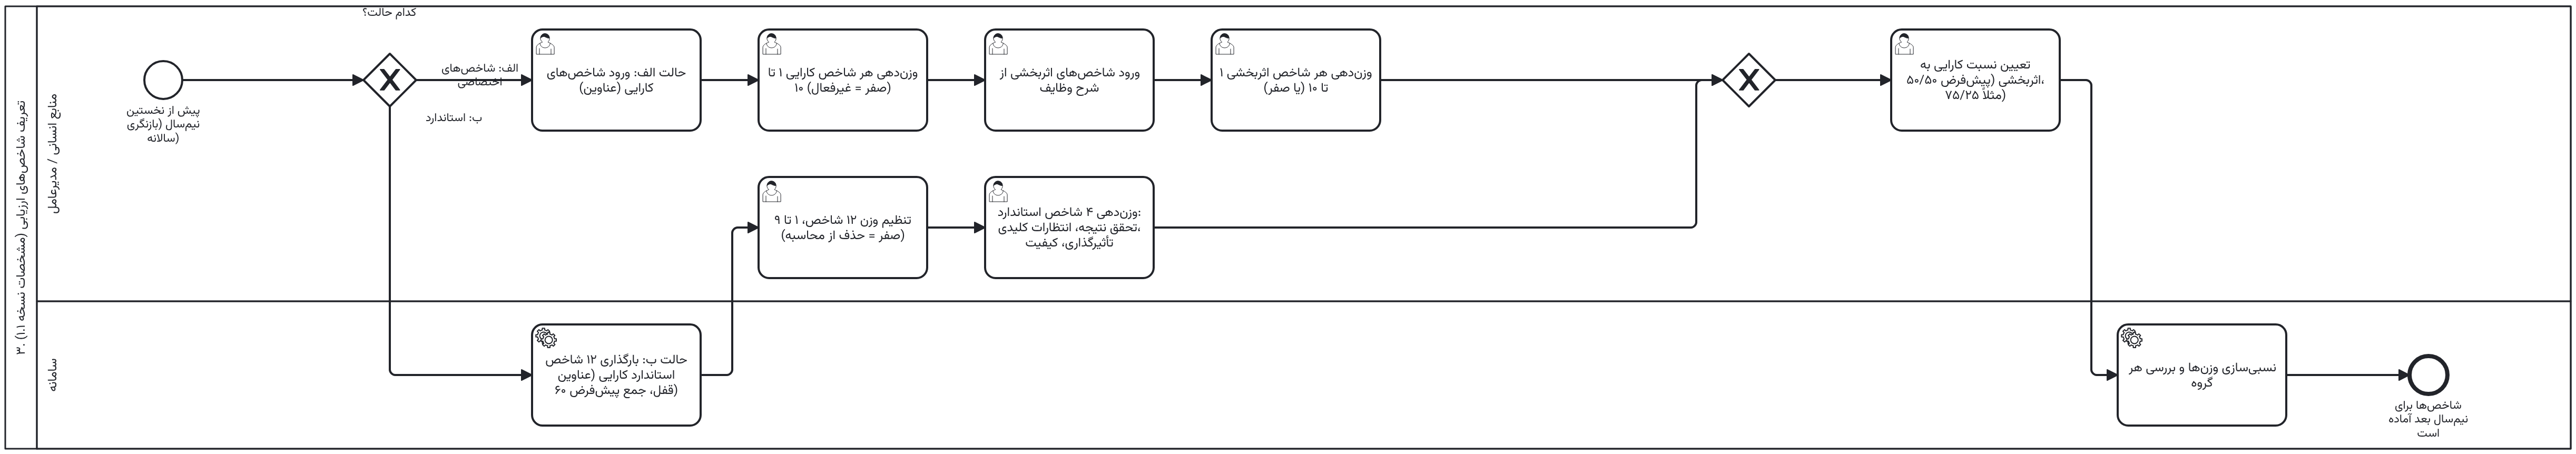 ۳. تعریف شاخص‌های ارزیابی (مشخصات نسخه ۱.۱)
منابع انسانی / مدیرعامل
سامانه
پیش از نخستین
نیم‌سال (بازنگری
سالانه)
کدام حالت؟
الف: شاخص‌های
اختصاصی
ب: استاندارد
حالت الف: ورود شاخص‌های
کارایی (عناوین)
وزن‌دهی هر شاخص کارایی ۱ تا
۱۰ (صفر = غیرفعال)
ورود شاخص‌های اثربخشی از
شرح وظایف
وزن‌دهی هر شاخص اثربخشی ۱
تا ۱۰ (یا صفر)
تعیین نسبت کارایی به
اثربخشی (پیش‌فرض ۵۰/۵۰،
مثلاً ۷۵/۲۵)
تنظیم وزن ۱۲ شاخص، ۱ تا ۹
(صفر = حذف از محاسبه)
وزن‌دهی ۴ شاخص استاندارد:
تحقق نتیجه، انتظارات کلیدی،
تأثیرگذاری، کیفیت
حالت ب: بارگذاری ۱۲ شاخص
استاندارد کارایی (عناوین
قفل، جمع پیش‌فرض ۶۰)
نسبی‌سازی وزن‌ها و بررسی هر
گروه
شاخص‌ها برای
نیم‌سال بعد آماده
است